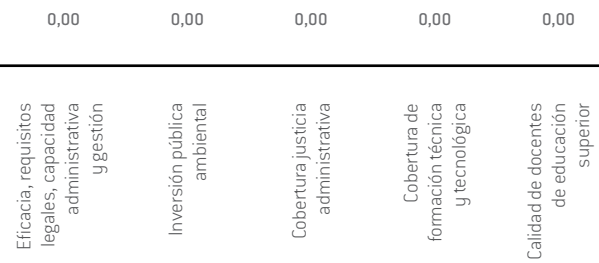 0,00 0,00 0,00 0,00 0,00
Eficacia, requisitos
legales, capacidad
administrativa
y gestión
Inversión pública
ambiental
Cobertura justicia
administrativa
Cobertura de
formación técnica
y tecnológica
Calidad de docentes
de educación
superior